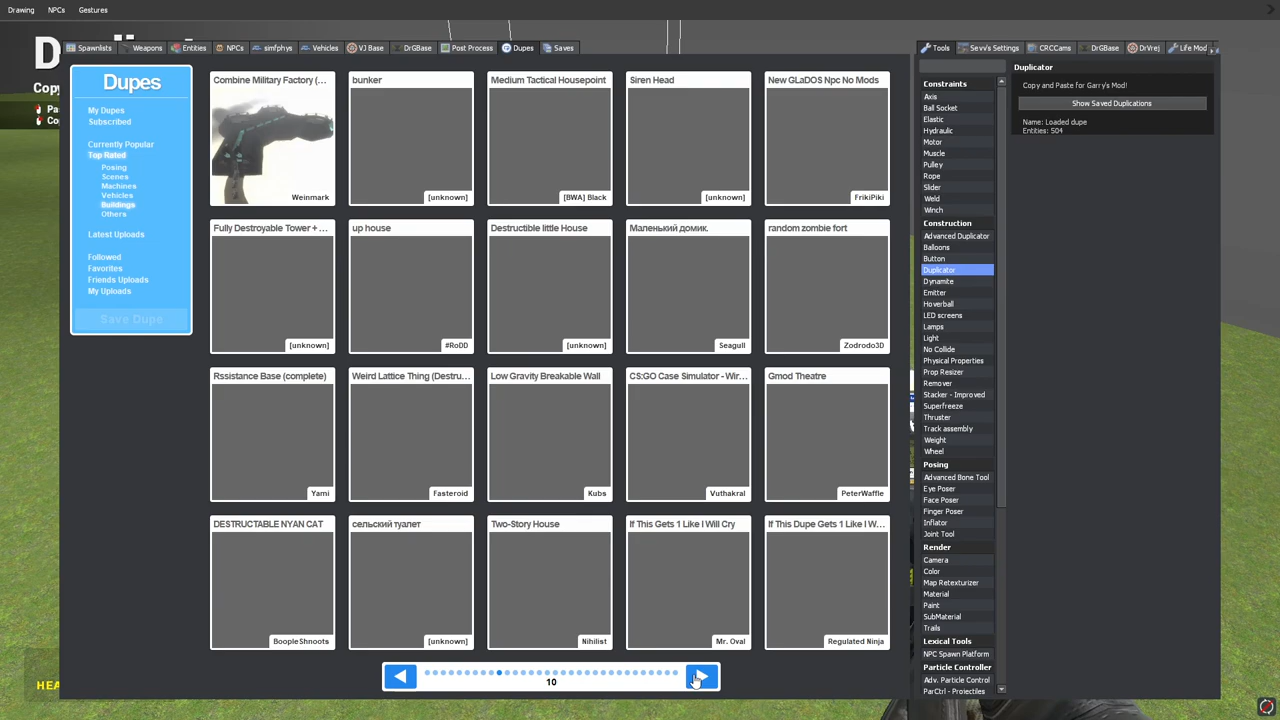 Drawing NPCs Gestures
Spawnlists Weapons Entities NPCs simfphys Vehicles VJ Base DrGBase Post Process Dupes Saves
Tools Sevv's Settings CRCCams DrGBase DrVrej Life Mod
Dupes
My Dupes
Subscribed
Currently Popular
Top Rated
Posing
Scenes
Machines
Vehicles
Buildings
Others
Latest Uploads
Followed
Favorites
Friends Uploads
My Uploads
Save Dupe
Combine Military Factory (... bunker Medium Tactical Housepoint Siren Head New GLaDOS Npc No Mods
Weinmark [unknown] [BWA] Black [unknown] FrikiPiki
Fully Destroyable Tower + ... up house Destructible little House Маленький домик. random zombie fort
[unknown] #RoDD [unknown] Seagull Zodrodo3D
Rssistance Base (complete) Weird Lattice Thing (Destru... Low Gravity Breakable Wall CS:GO Case Simulator - Wir... Gmod Theatre
Yami Fasteroid Kubs Vuthakral PeterWaffle
DESTRUCTABLE NYAN CAT сельский туалет Two-Story House If This Gets 1 Like I Will Cry If This Dupe Gets 1 Like I W...
BoopleShnoots [unknown] Nihilist Mr. Oval Regulated Ninja
10
Constraints
Axis
Ball Socket
Elastic
Hydraulic
Motor
Muscle
Pulley
Rope
Slider
Weld
Winch
Construction
Advanced Duplicator
Balloons
Button
Duplicator
Dynamite
Emitter
Hoverball
LED screens
Lamps
Light
No Collide
Physical Properties
Prop Resizer
Remover
Stacker - Improved
Superfreeze
Thruster
Track assembly
Weight
Wheel
Posing
Advanced Bone Tool
Eye Poser
Face Poser
Finger Poser
Inflator
Joint Tool
Render
Camera
Color
Map Retexturizer
Material
Paint
SubMaterial
Trails
Lexical Tools
NPC Spawn Platform
Particle Controller
Adv. Particle Control
ParCtrl - Projectiles
Duplicator
Copy and Paste for Garry's Mod!
Show Saved Duplications
Name: Loaded dupe
Entities: 504